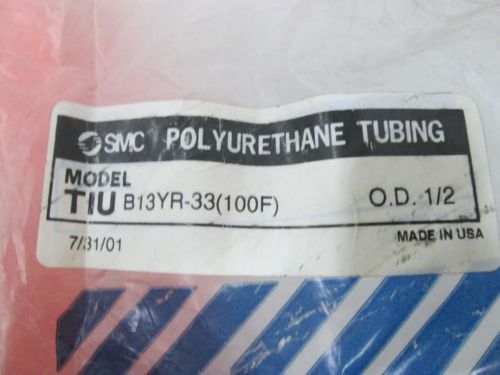 SMC POLYURETHANE TUBING
MODEL
TIU B13YR-33(100F) O.D. 1/2
7/31/01 MADE IN USA